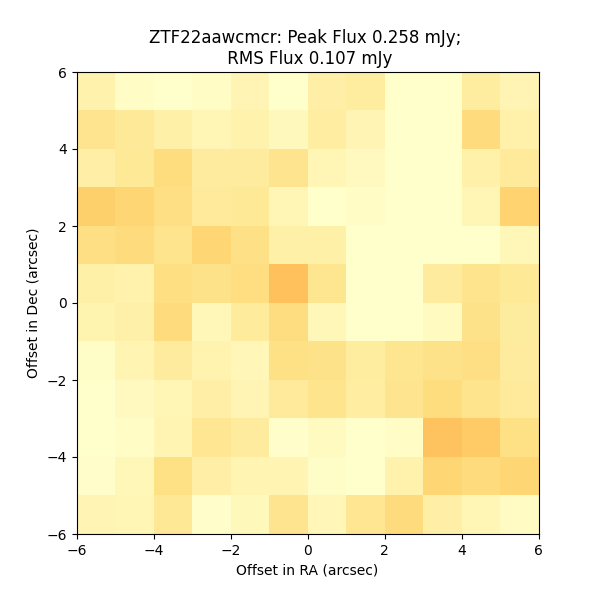 ZTF22aawcmcr: Peak Flux 0.258 mJy;
RMS Flux 0.107 mJy
6
4
2
0
−2
−4
−6
Offset in Dec (arcsec)
−6 −4 −2 0 2 4 6
Offset in RA (arcsec)